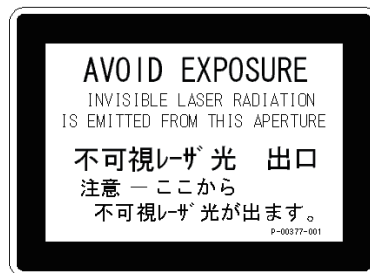 AVOID EXPOSURE
INVISIBLE LASER RADIATION
IS EMITTED FROM THIS APERTURE
不可視レーザ光 出口
注意 — ここから
不可視レーザ光が出ます。
P-00377-001